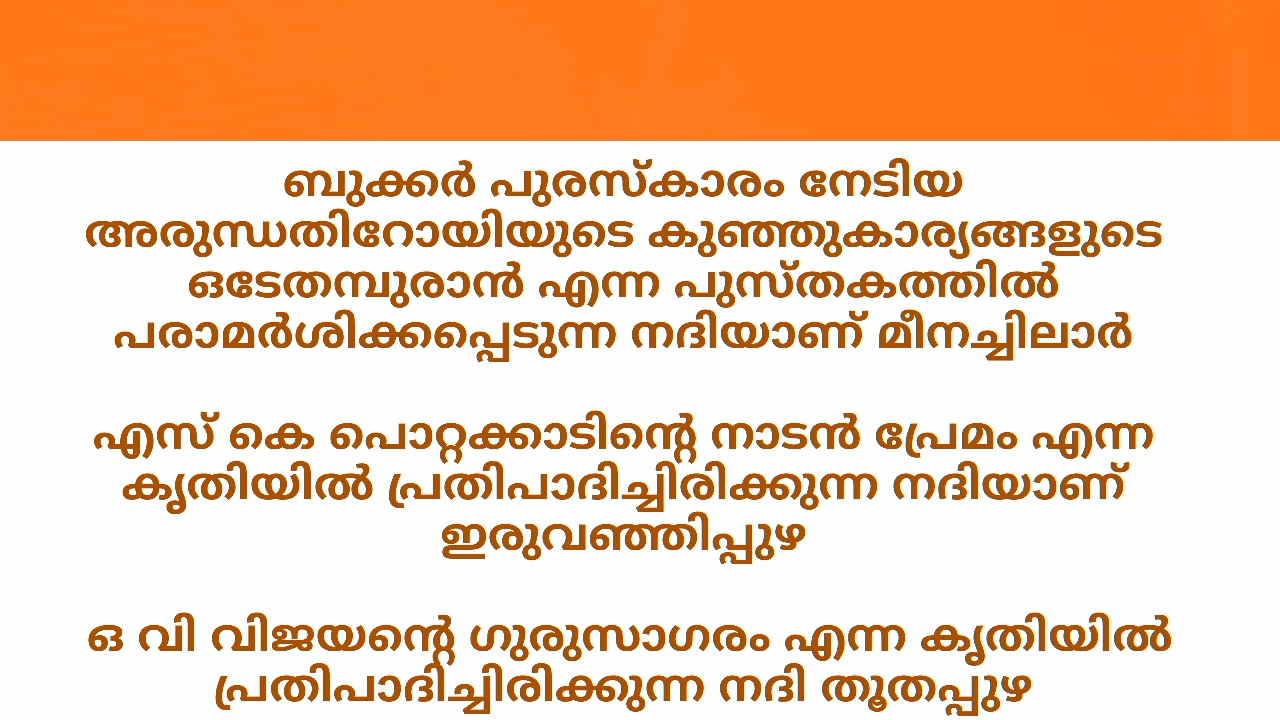 ബുക്കർ പുരസ്കാരം നേടിയ
അരുന്ധതിറോയിയുടെ കുഞ്ഞുകാര്യങ്ങളുടെ
ഒടേതമ്പുരാൻ എന്ന പുസ്തകത്തിൽ
പരാമർശിക്കപ്പെടുന്ന നദിയാണ് മീനച്ചിലാർ
എസ് കെ പൊറ്റക്കാടിന്റെ നാടൻ പ്രേമം എന്ന
കൃതിയിൽ പ്രതിപാദിച്ചിരിക്കുന്ന നദിയാണ്
ഇരുവഞ്ഞിപ്പുഴ
ഒ വി വിജയന്റെ ഗുരുസാഗരം എന്ന കൃതിയിൽ
പ്രതിപാദിച്ചിരിക്കുന്ന നദി തൂതപ്പുഴ